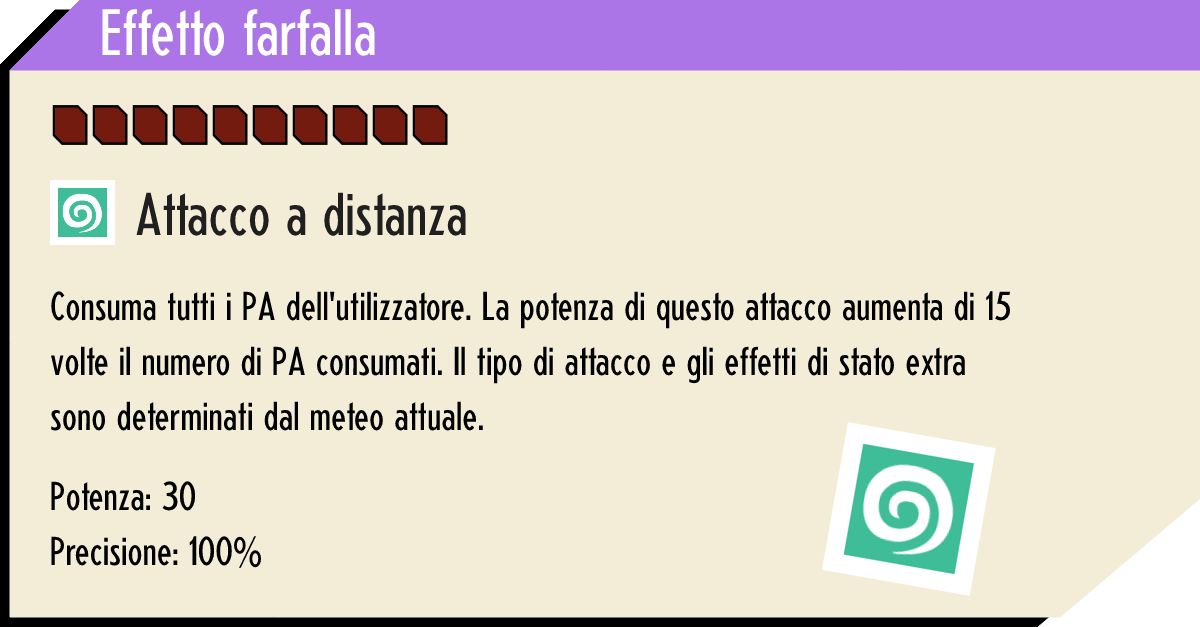 Effetto farfalla
Attacco a distanza
Consuma tutti i PA dell'utilizzatore. La potenza di questo attacco aumenta di 15
volte il numero di PA consumati. Il tipo di attacco e gli effetti di stato extra
sono determinati dal meteo attuale.
Potenza: 30
Precisione: 100%